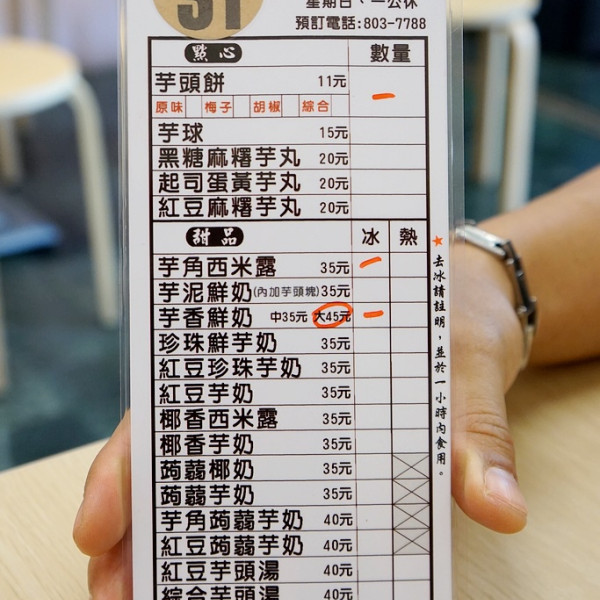 51
星期日、一公休
預訂電話:803-7788
點心 數量
芋頭餅 11元
原味 梅子 胡椒 綜合
芋球 15元
黑糖麻糬芋丸 20元
起司蛋黃芋丸 20元
紅豆麻糬芋丸 20元
甜品 冰 熱
芋角西米露 35元
芋泥鮮奶(內加芋頭塊)35元
芋香鮮奶 中35元 大45元
珍珠鮮芋奶 35元
紅豆珍珠芋奶 35元
紅豆芋奶 35元
椰香西米露 35元
椰香芋奶 35元
蒟蒻椰奶 35元
蒟蒻芋奶 35元
芋角蒟蒻芋奶 40元
紅豆蒟蒻芋奶 40元
紅豆芋頭湯 40元
綜合芋頭湯 40元
★去冰請註明，並於一小時內食用。